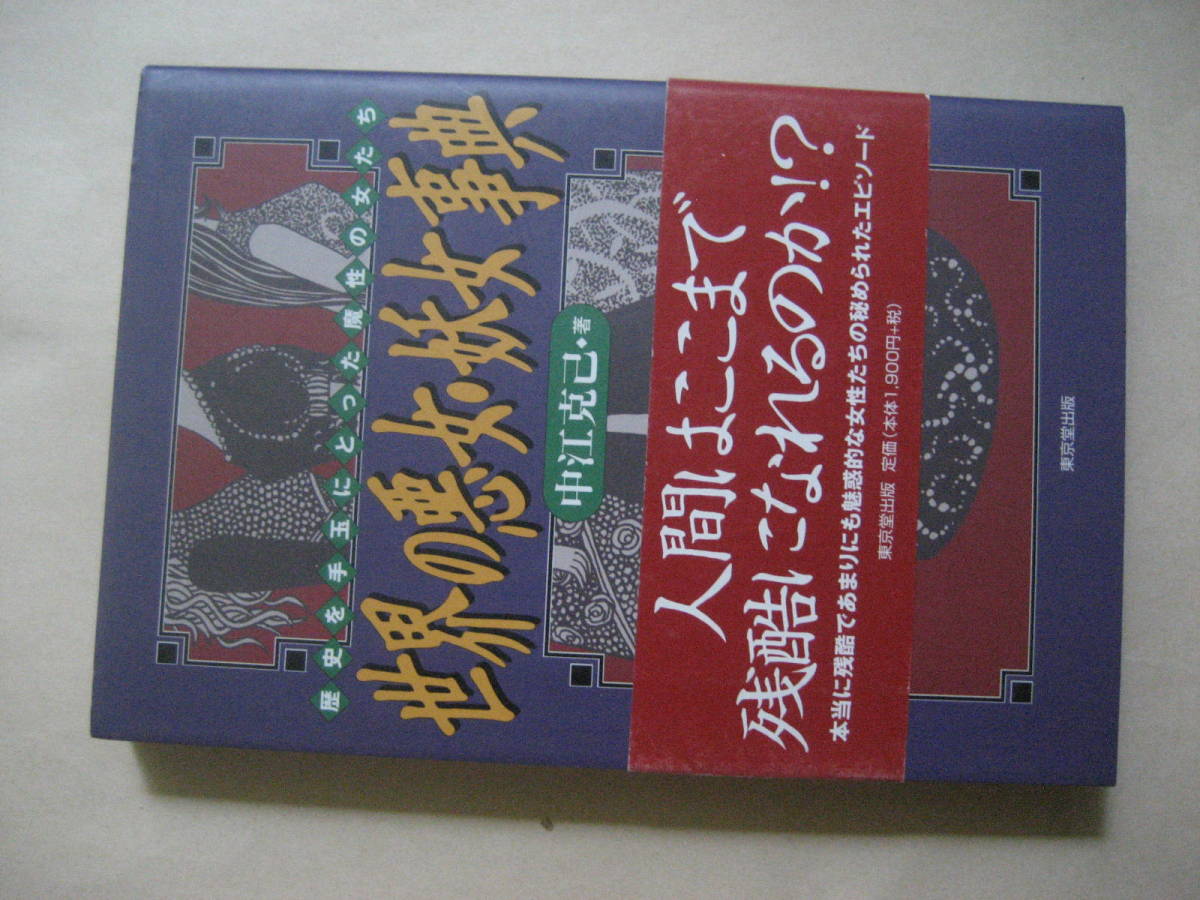 歴史を手玉にとった魔性の女たち
世界の悪女・妖女事典
中江克己◆著
人間はここまで
残酷になれるのか!?
本当に残酷であまりにも魅惑的な女性たちの秘められたエピソード
東京堂出版 定価(本体1,900円+税)
東京堂出版